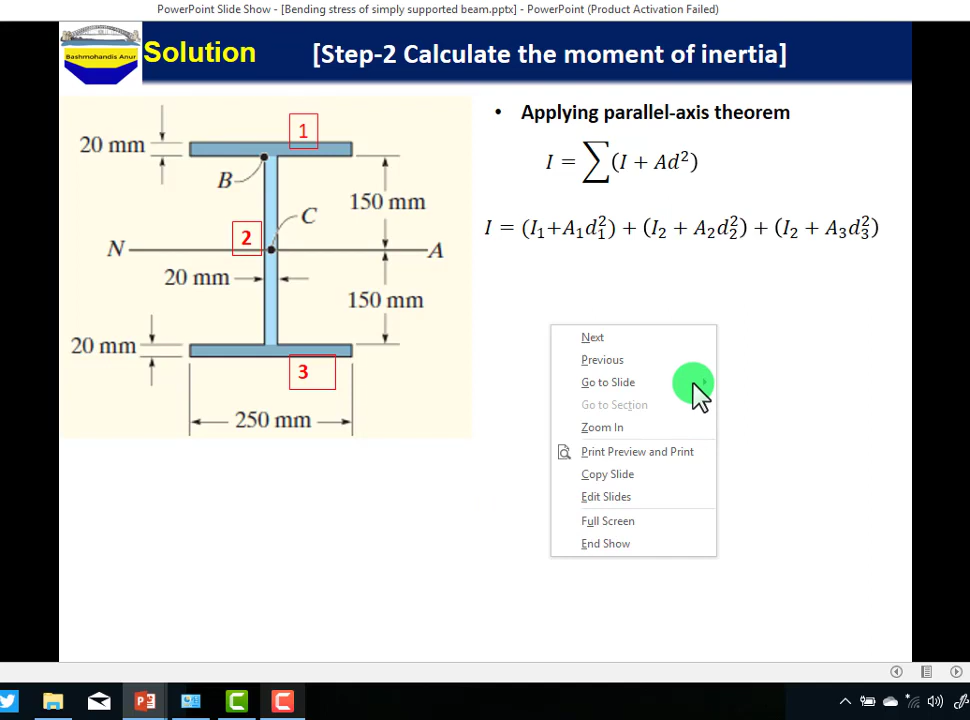 PowerPoint Slide Show - [Bending stress of simply supported beam.pptx] - PowerPoint (Product Activation Failed)
Bashmohandis Anur
Solution
[Step-2 Calculate the moment of inertia]
• Applying parallel-axis theorem
I = ∑(I + Ad²)
I = (I₁+A₁d₁²) + (I₂ + A₂d₂²) + (I₂ + A₃d₃²)
1
20 mm
B
150 mm
C
2
N
A
20 mm
150 mm
20 mm
3
250 mm
Next
Previous
Go to Slide
Go to Section
Zoom In
Print Preview and Print
Copy Slide
Edit Slides
Full Screen
End Show